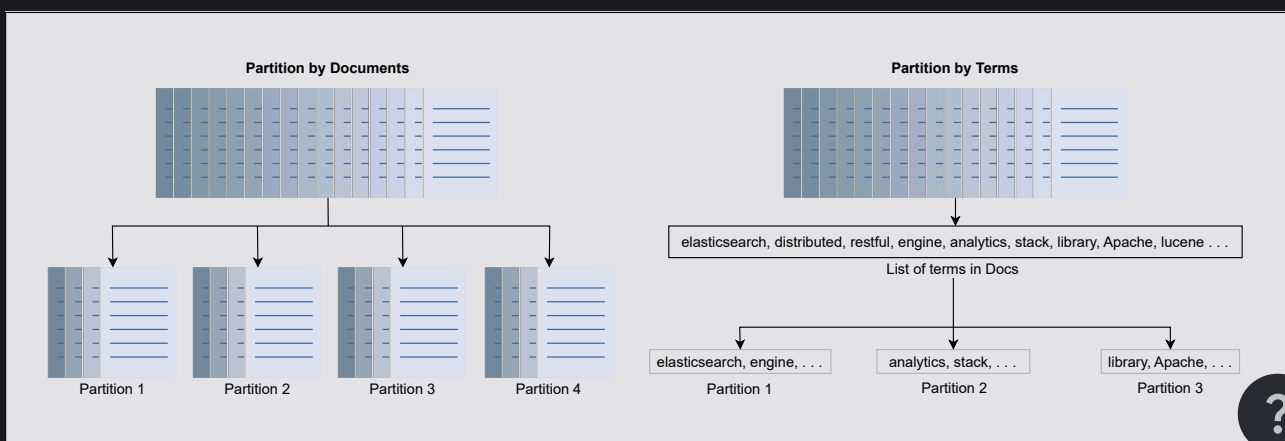 Partition by Documents
Partition 1
Partition 2
Partition 3
Partition 4
Partition by Terms
elasticsearch, distributed, restful, engine, analytics, stack, library, Apache, lucene . . .
List of terms in Docs
elasticsearch, engine, . . .
analytics, stack, . . .
library, Apache, . . .
Partition 1
Partition 2
Partition 3
?